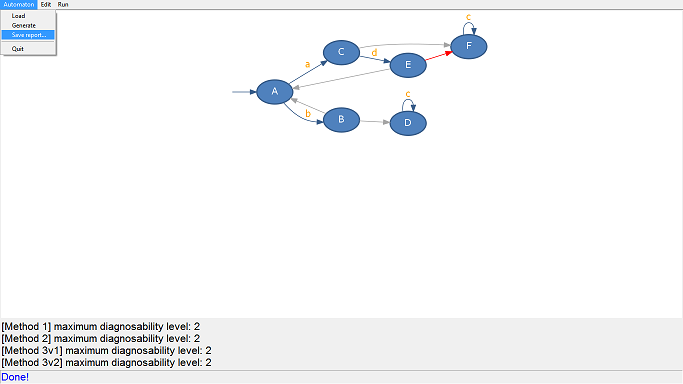 Automaton Edit Run
Load
Generate
Save report...
Quit
c
F
C
a
d
E
A
c
b
B
D
[Method 1] maximum diagnosability level: 2
[Method 2] maximum diagnosability level: 2
[Method 3v1] maximum diagnosability level: 2
[Method 3v2] maximum diagnosability level: 2
Done!